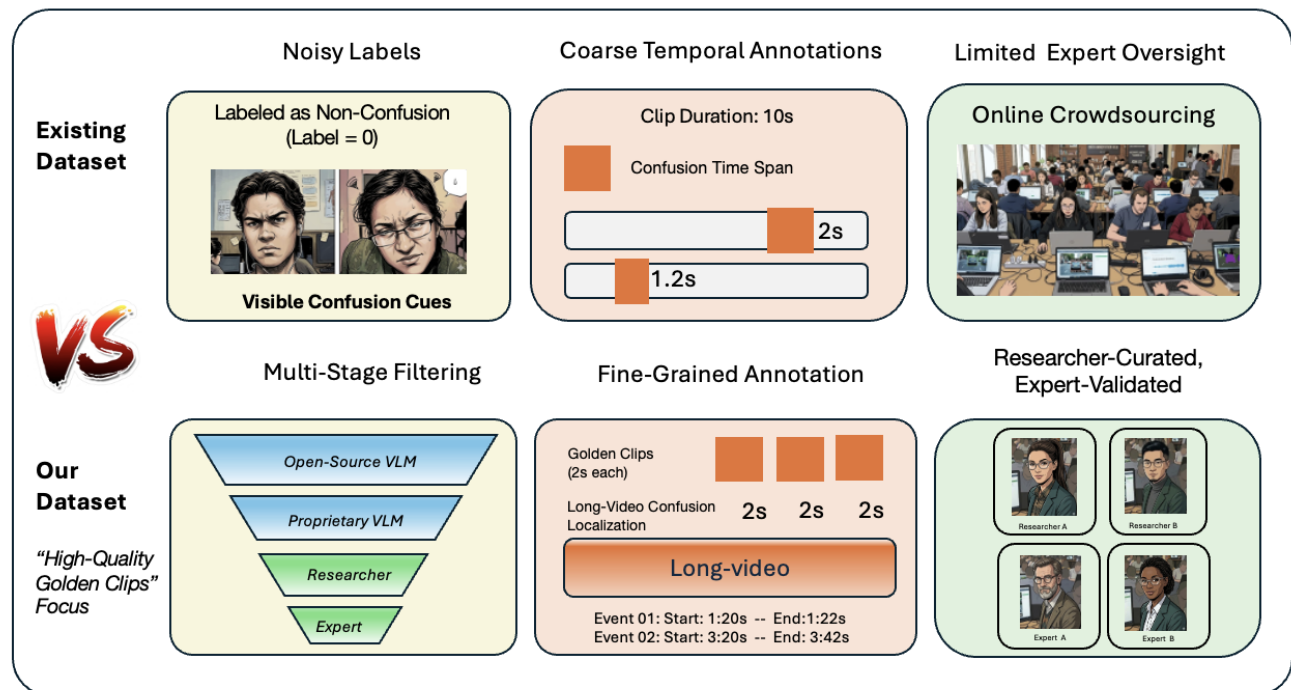 Noisy Labels
Coarse Temporal Annotations
Limited Expert Oversight
Existing
Dataset
Labeled as Non-Confusion
(Label = 0)
Visible Confusion Cues
Clip Duration: 10s
Confusion Time Span
2s
1.2s
Online Crowdsourcing
VS
Multi-Stage Filtering
Fine-Grained Annotation
Researcher-Curated,
Expert-Validated
Our
Dataset
“High-Quality
Golden Clips”
Focus
Open-Source VLM
Proprietary VLM
Researcher
Expert
Golden Clips
(2s each)
Long-Video Confusion
Localization
2s 2s 2s
Long-video
Event 01: Start: 1:20s -- End:1:22s
Event 02: Start: 3:20s -- End: 3:42s
Researcher A
Researcher B
Expert A
Expert B